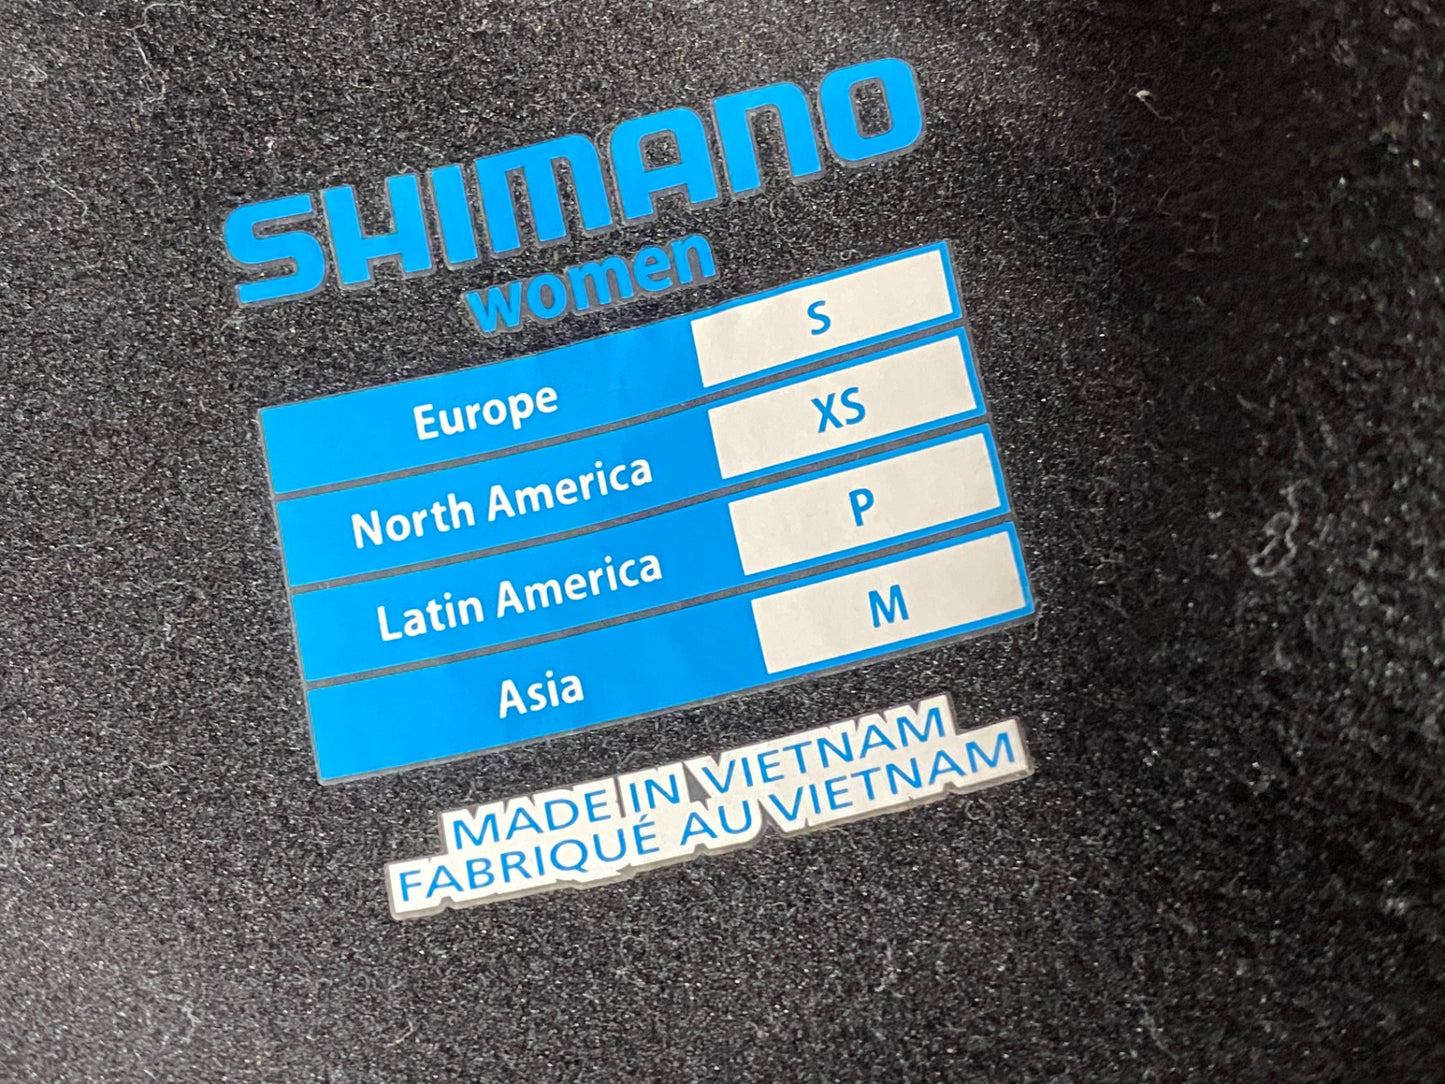 SHIMANO
women
Europe S
North America XS
Latin America P
Asia M
MADE IN VIETNAM
FABRIQUÉ AU VIETNAM